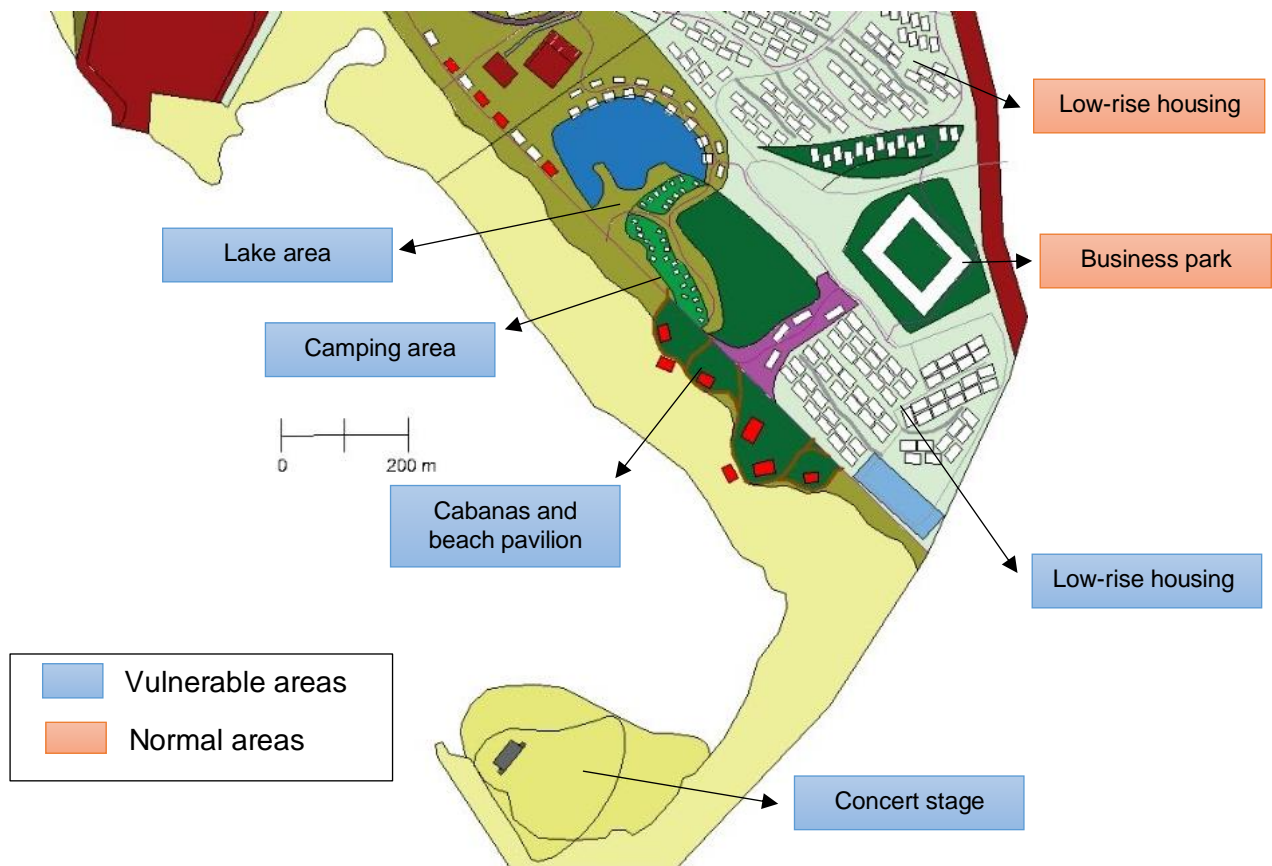 Low-rise housing
Lake area
Business park
Camping area
0 200 m
Cabanas and
beach pavilion
Low-rise housing
Vulnerable areas
Normal areas
Concert stage